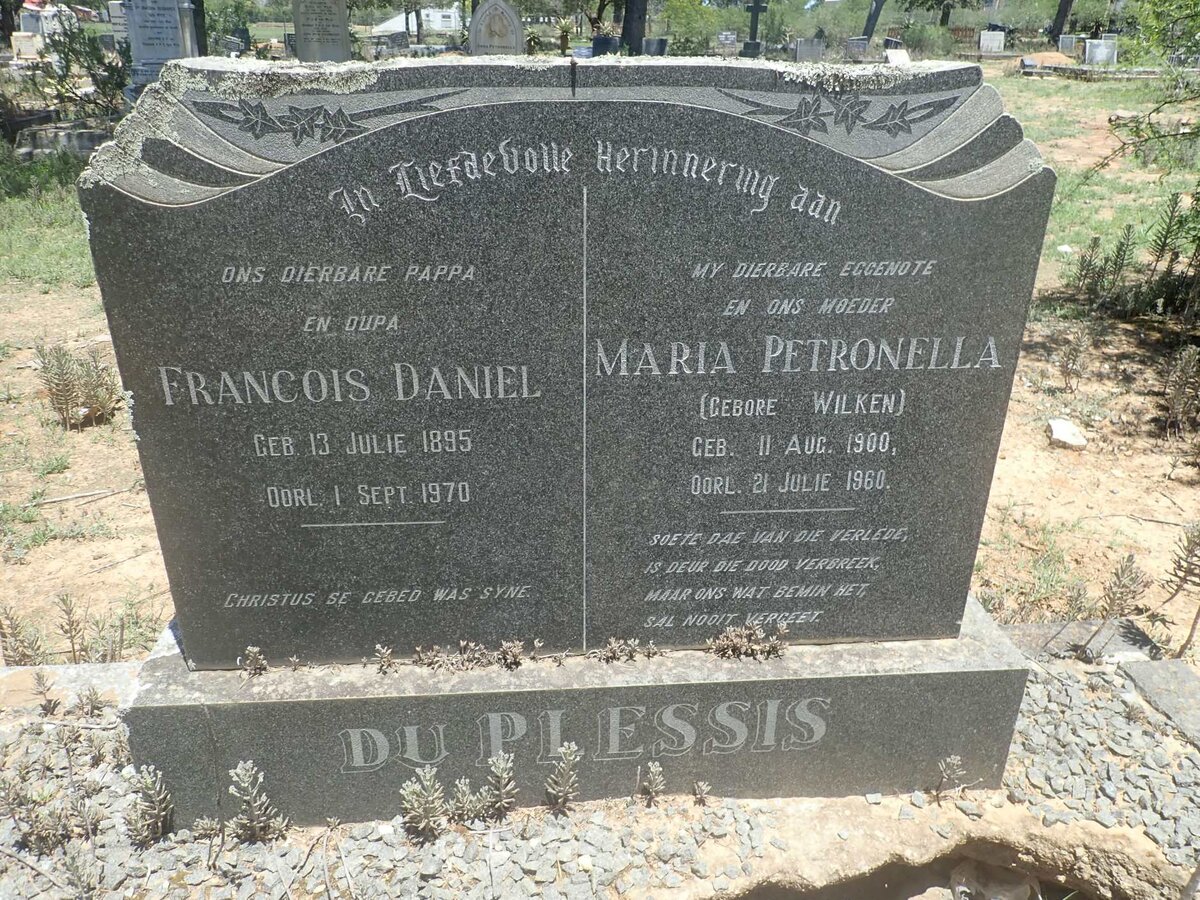 In Liefdevolle Herinnering aan
ONS DIERBARE PAPPA
EN OUPA
FRANCOIS DANIEL
GEB. 13 JULIE 1895
OORL. 1 SEPT. 1970
CHRISTUS SE GEBED WAS SYNE.
MY DIERBARE EGGENOTE
EN ONS MOEDER
MARIA PETRONELLA
(GEBORE WILKEN)
GEB. 11 AUG. 1900,
OORL. 21 JULIE 1960.
SOETE DAE VAN DIE VERLEDE,
IS DEUR DIE DOOD VERBREEK,
MAAR ONS WAT BEMIN HET,
SAL NOOIT VERGEET.
DU PLESSIS